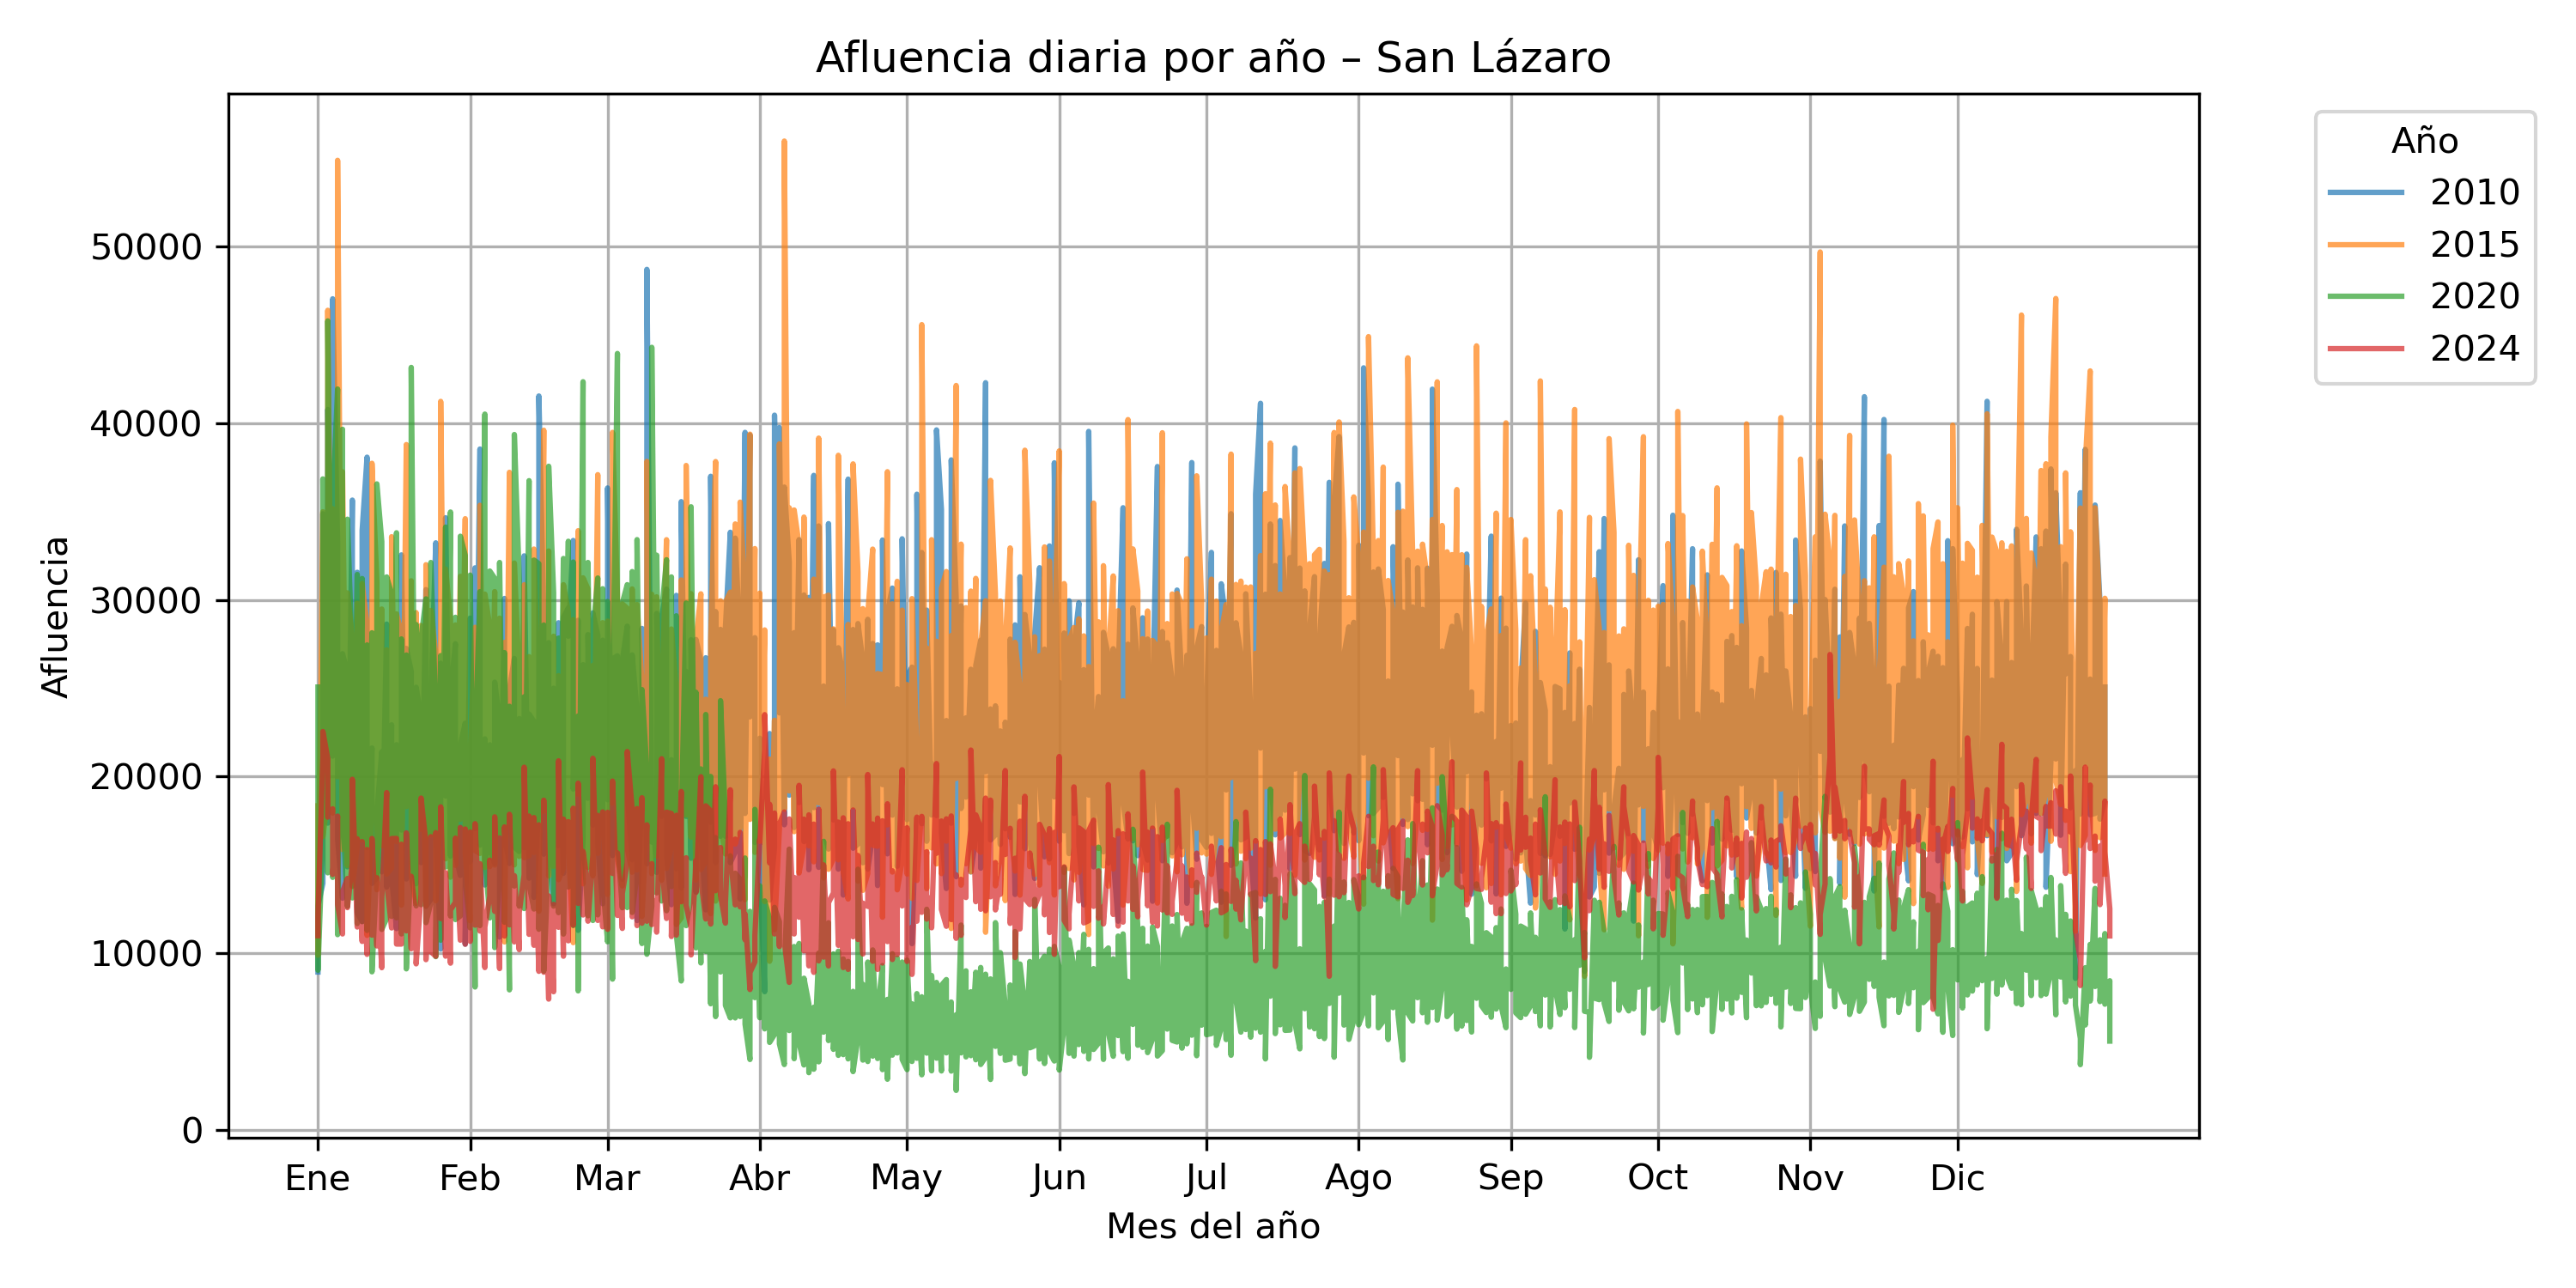 Afluencia diaria por año – San Lázaro
Afluencia
50000
40000
30000
20000
10000
0
Ene Feb Mar Abr May Jun Jul Ago Sep Oct Nov Dic
Mes del año
Año
2010
2015
2020
2024